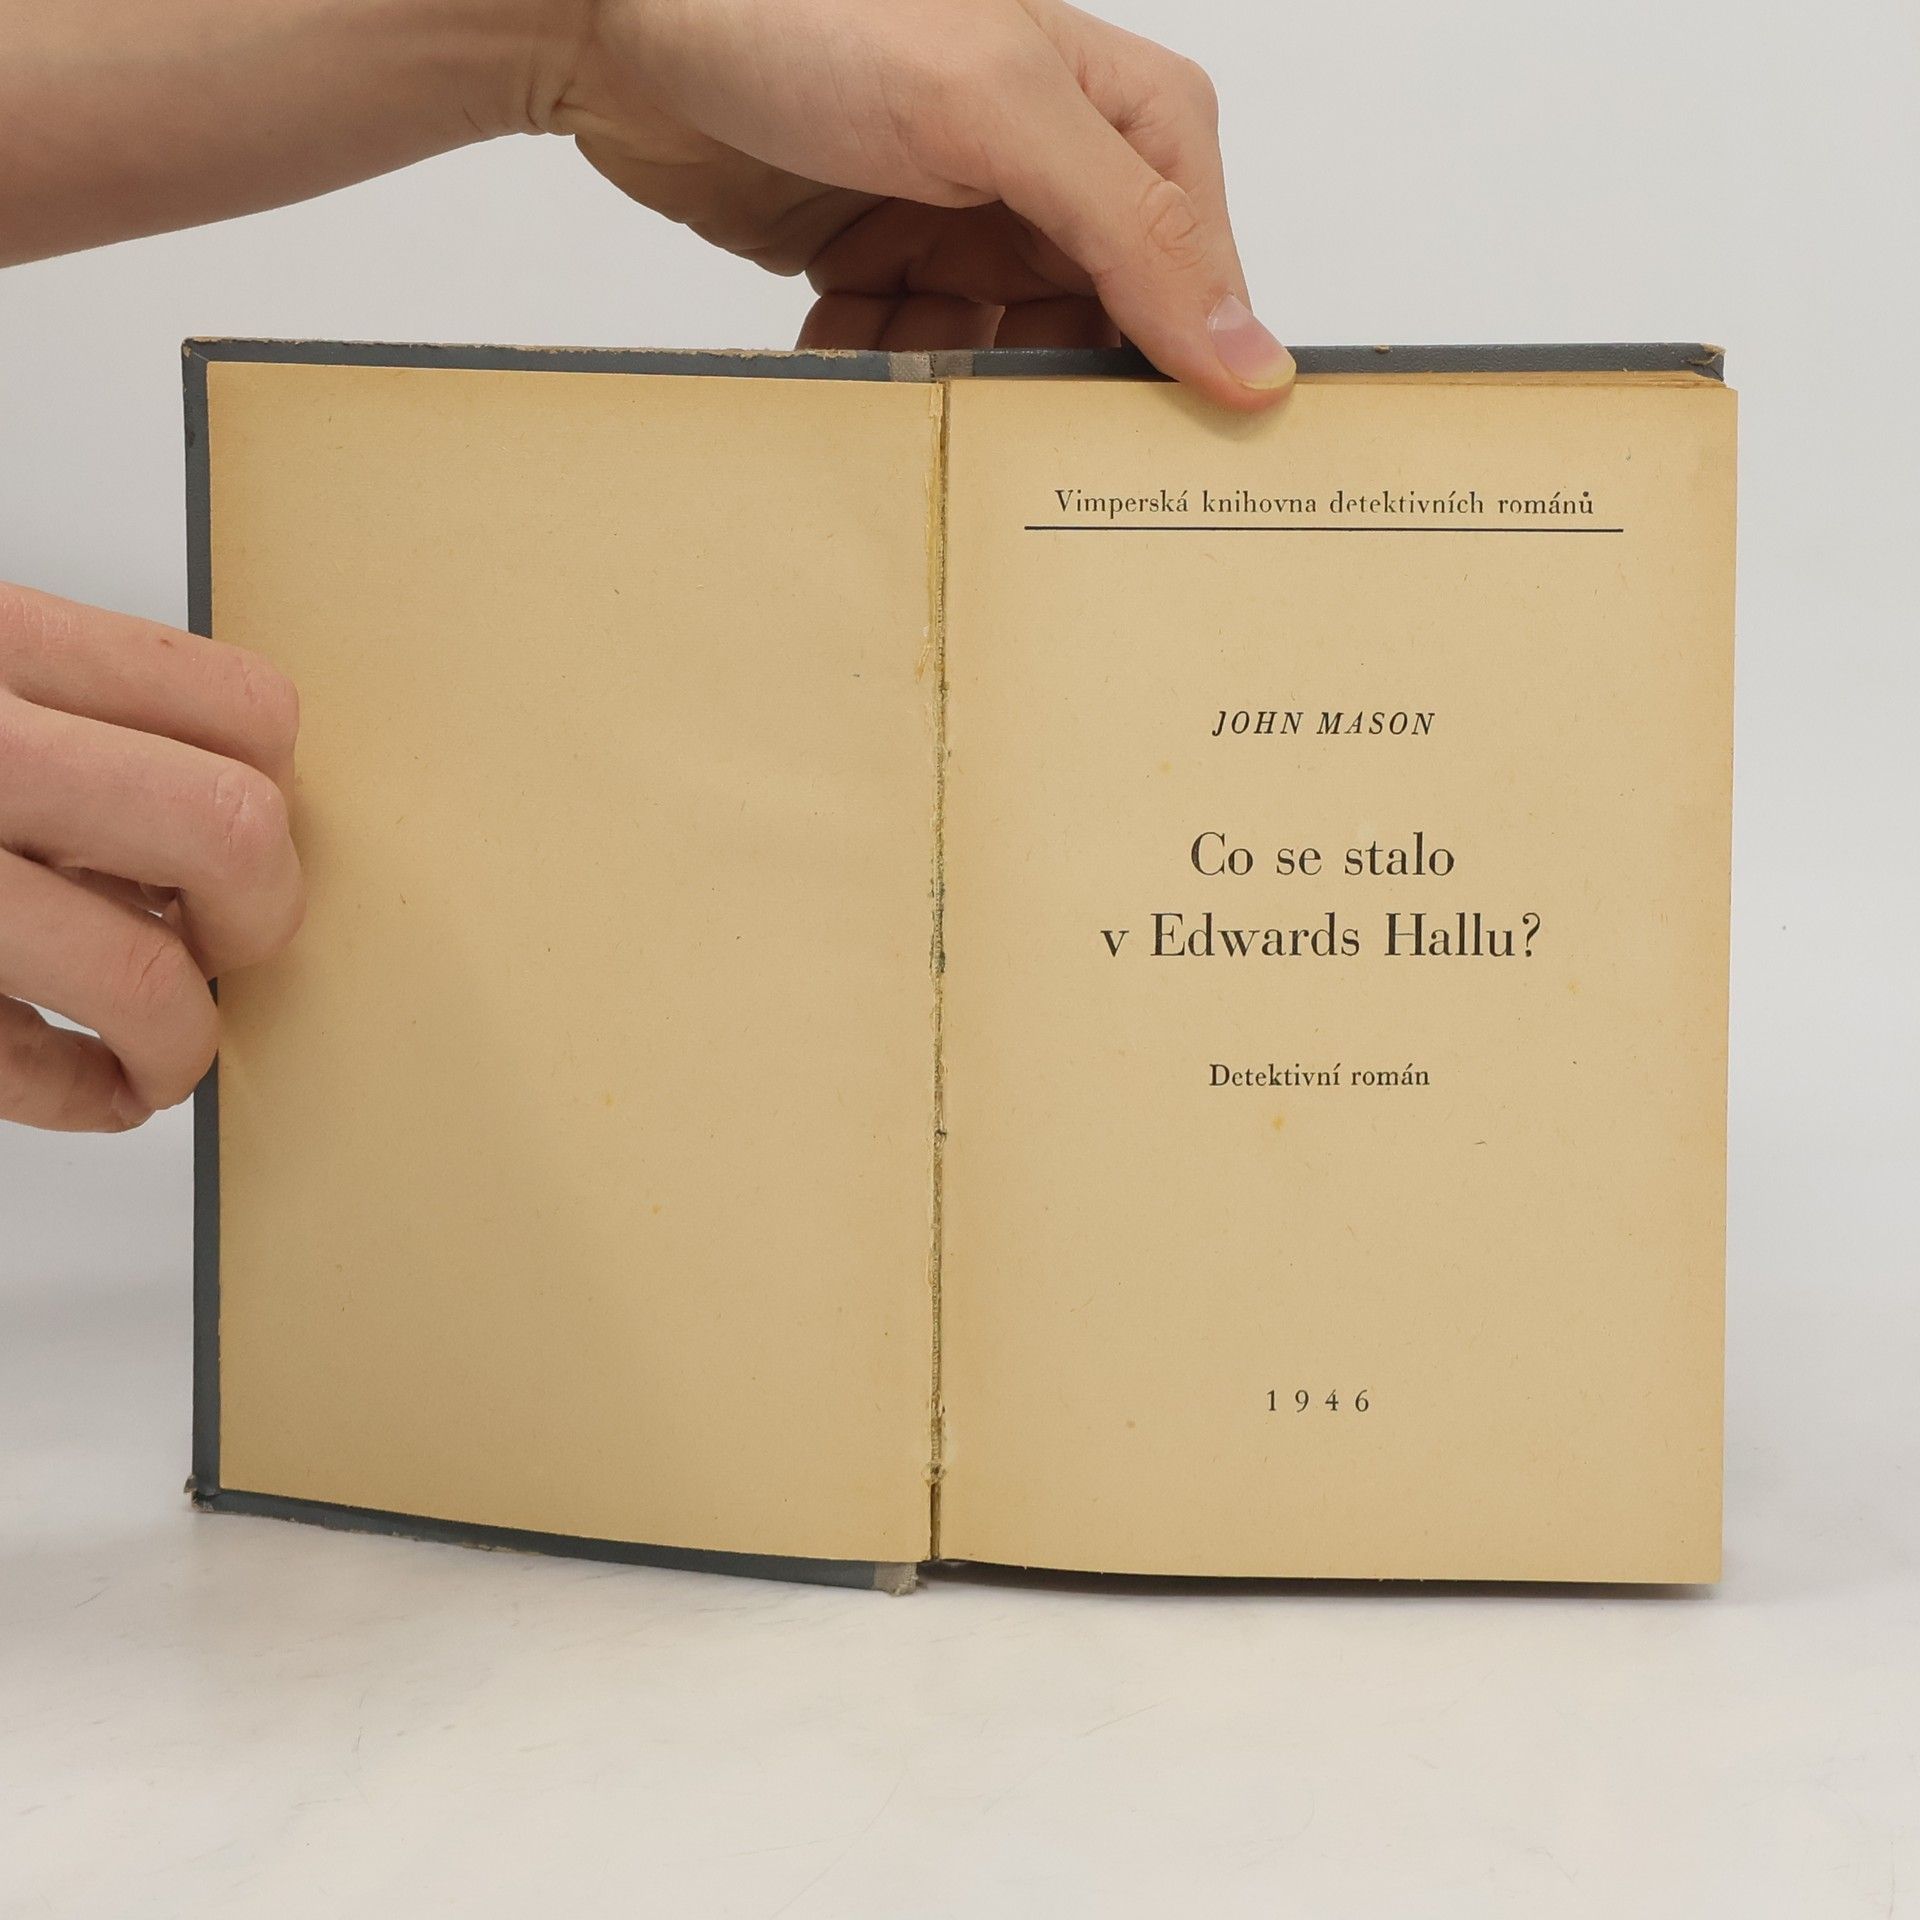 Vimperská knihovna detektivních románů
JOHN MASON
Co se stalo
v Edwards Hallu?
Detektivní román
1946